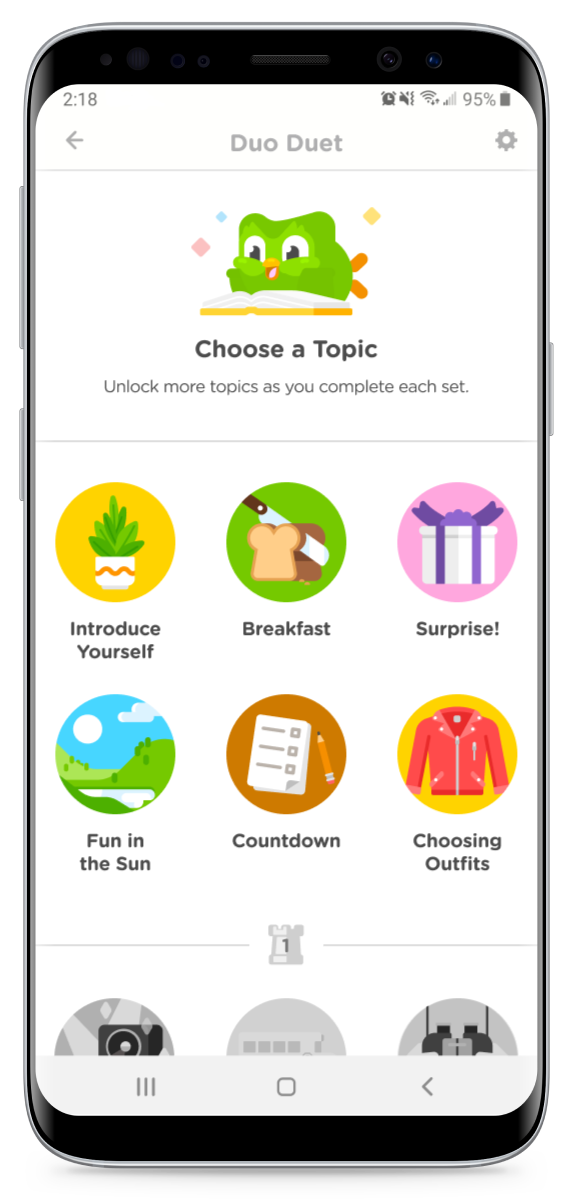 2:18
95%
Duo Duet
Choose a Topic
Unlock more topics as you complete each set.
Introduce
Yourself
Breakfast
Surprise!
Fun in
the Sun
Countdown
Choosing
Outfits
1